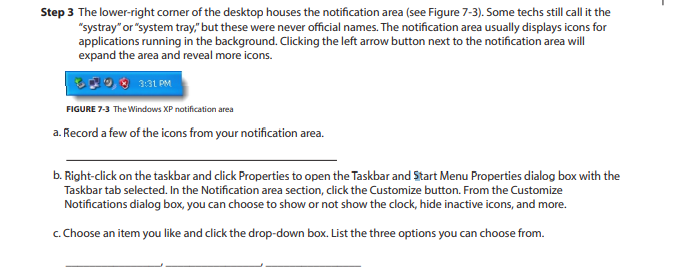 Step 3 The lower-right corner of the desktop houses the notification area (see Figure 7-3). Some techs still call it the
"systray" or "system tray," but these were never official names. The notification area usually displays icons for
applications running in the background. Clicking the left arrow button next to the notification area will
expand the area and reveal more icons.
3:31 PM
FIGURE 7-3 The Windows XP notification area
a. Record a few of the icons from your notification area.
b. Right-click on the taskbar and click Properties to open the Taskbar and Start Menu Properties dialog box with the
Taskbar tab selected. In the Notification area section, click the Customize button. From the Customize
Notifications dialog box, you can choose to show or not show the clock, hide inactive icons, and more.
c. Choose an item you like and click the drop-down box. List the three options you can choose from.
, ,